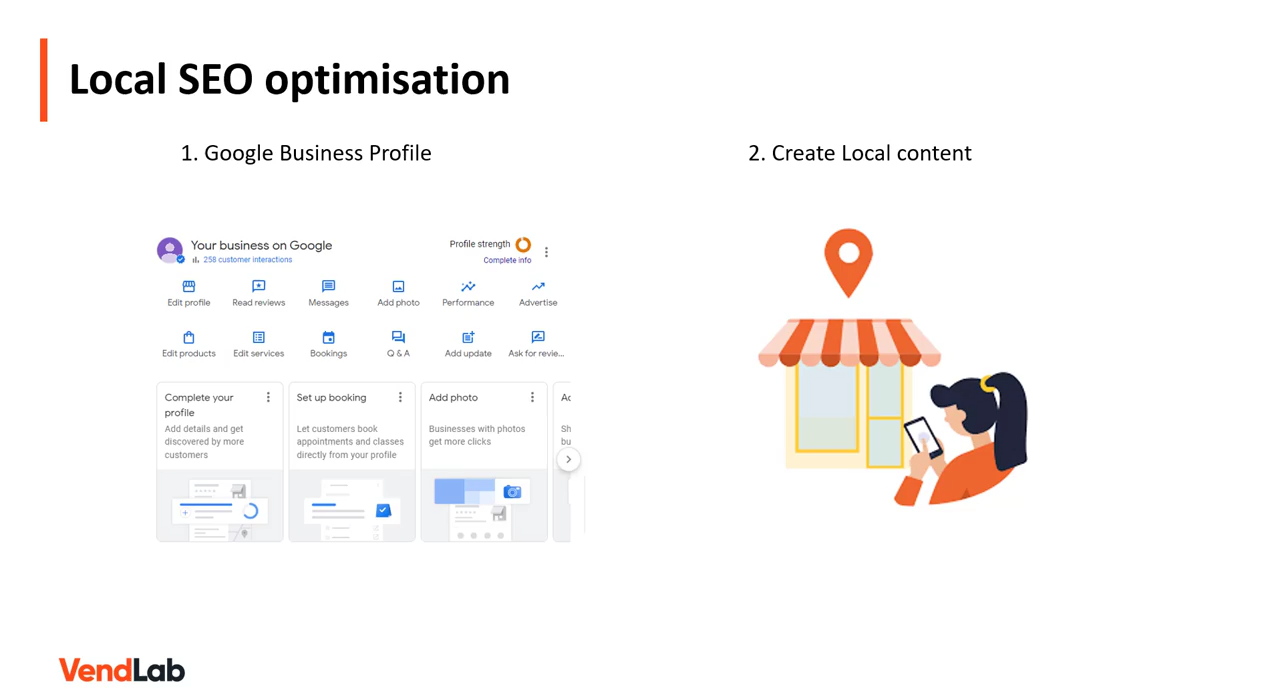 Local SEO optimisation
1. Google Business Profile
2. Create Local content
Your business on Google
258 customer interactions
Profile strength
Complete info
Edit profile
Read reviews
Messages
Add photo
Performance
Advertise
Edit products
Edit services
Bookings
Q & A
Add update
Ask for revie...
Complete your
profile
Add details and get
discovered by more
customers
Set up booking
Let customers book
appointments and classes
directly from your profile
Add photo
Businesses with photos
get more clicks
Ac
Sh
bu
VendLab